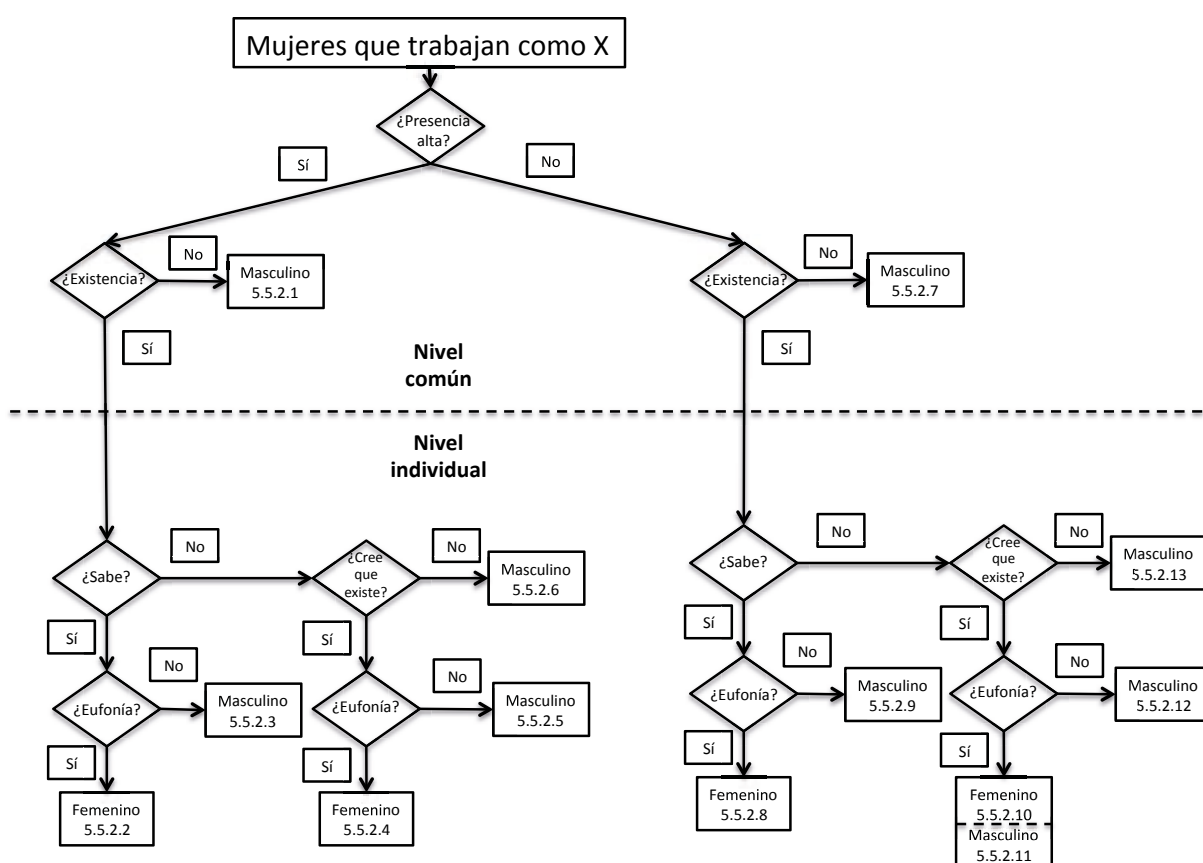 Mujeres que trabajan como X
¿Presencia
alta?
Sí
No
¿Existencia?
No
Masculino
5.5.2.1
¿Existencia?
No
Masculino
5.5.2.7
Sí
Sí
Nivel
común
Nivel
individual
¿Sabe?
No
¿Cree
que
existe?
No
Masculino
5.5.2.6
¿Sabe?
No
¿Cree
que
existe?
No
Masculino
5.5.2.13
Sí
Sí
Sí
Sí
¿Eufonía?
No
Masculino
5.5.2.3
¿Eufonía?
No
Masculino
5.5.2.5
¿Eufonía?
No
Masculino
5.5.2.9
¿Eufonía?
No
Masculino
5.5.2.12
Sí
Sí
Sí
Sí
Femenino
5.5.2.2
Femenino
5.5.2.4
Femenino
5.5.2.8
Femenino
5.5.2.10
Masculino
5.5.2.11